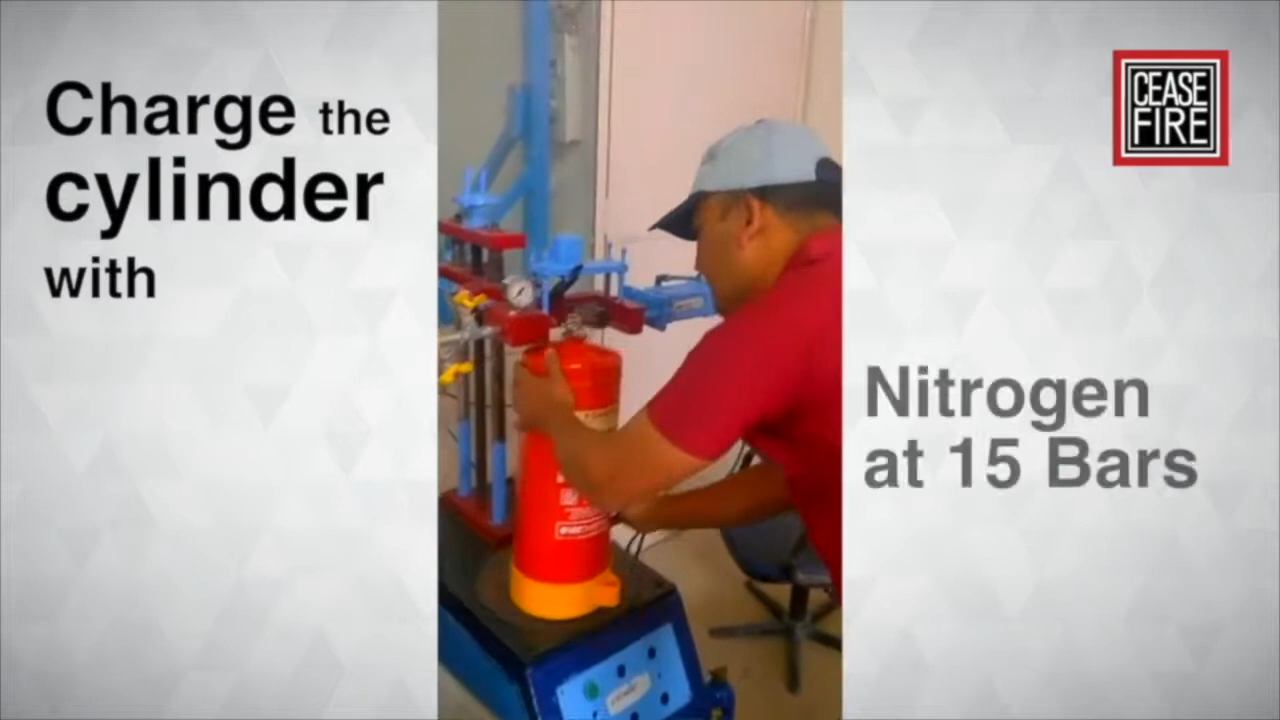 Charge the
cylinder
with
CEASE
FIRE
Nitrogen
at 15 Bars